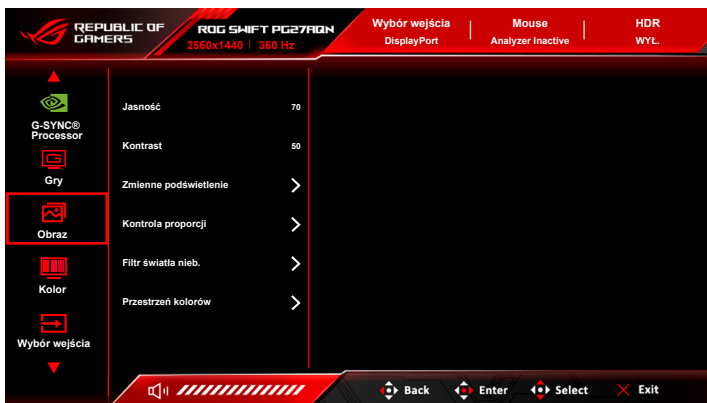 REPUBLIC OF
GAMERS
ROG SWIFT PG27AQN
2560x1440 | 360 Hz
Wybór wejścia
DisplayPort
Mouse
Analyzer Inactive
HDR
WYŁ.
G-SYNC®
Processor
Gry
Obraz
Kolor
Wybór wejścia
Jasność 70
Kontrast 50
Zmienne podświetlenie
Kontrola proporcji
Filtr światła nieb.
Przestrzeń kolorów
Back Enter Select Exit